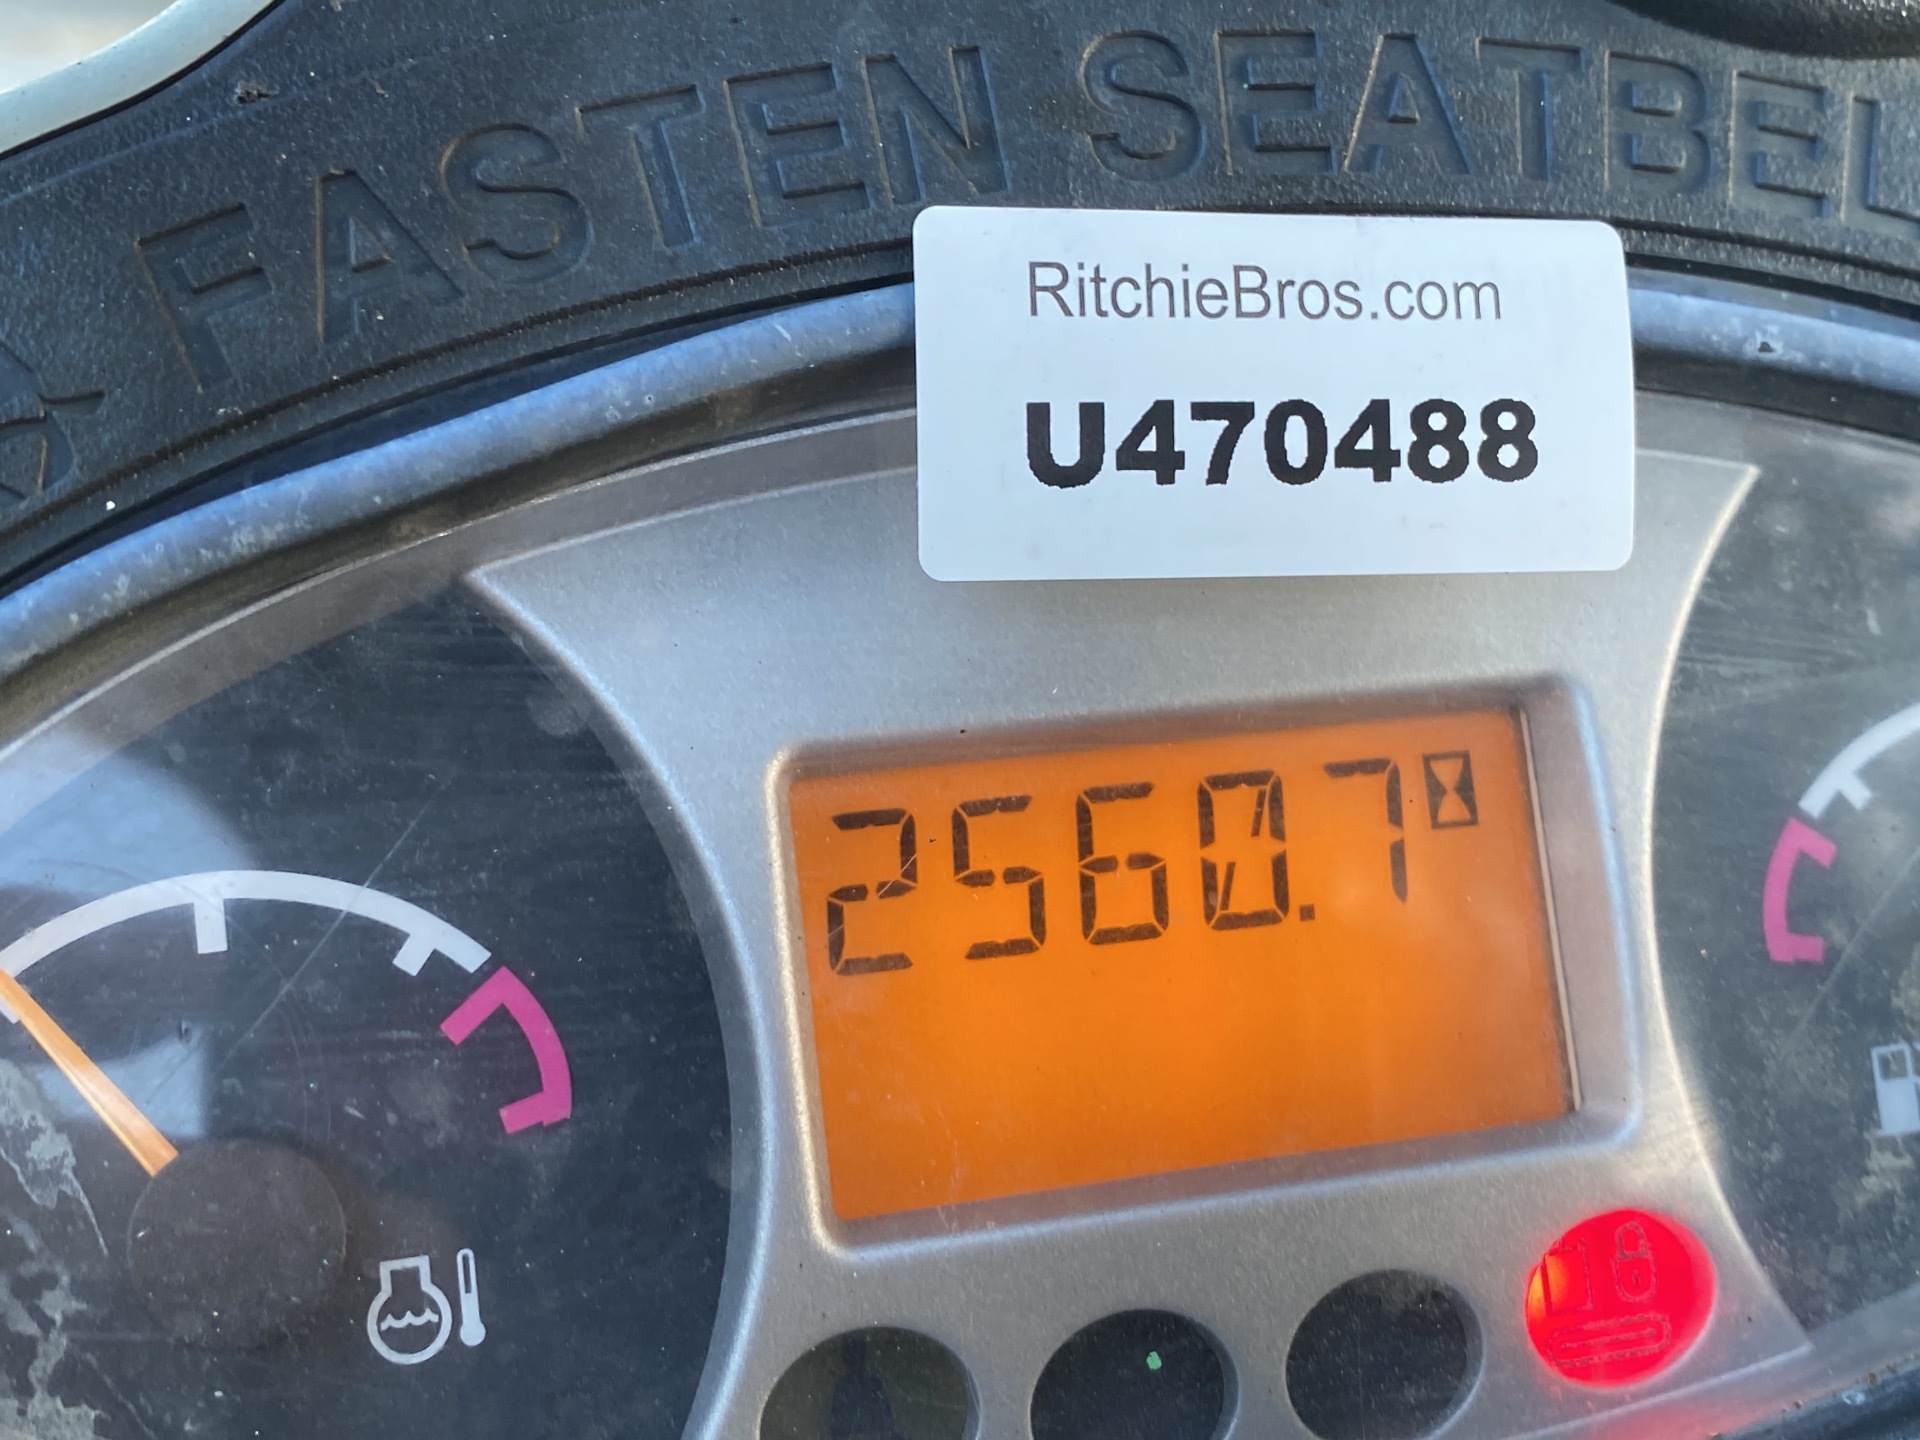 FASTEN SEATBEL
RitchieBros.com
U470488
2560.7